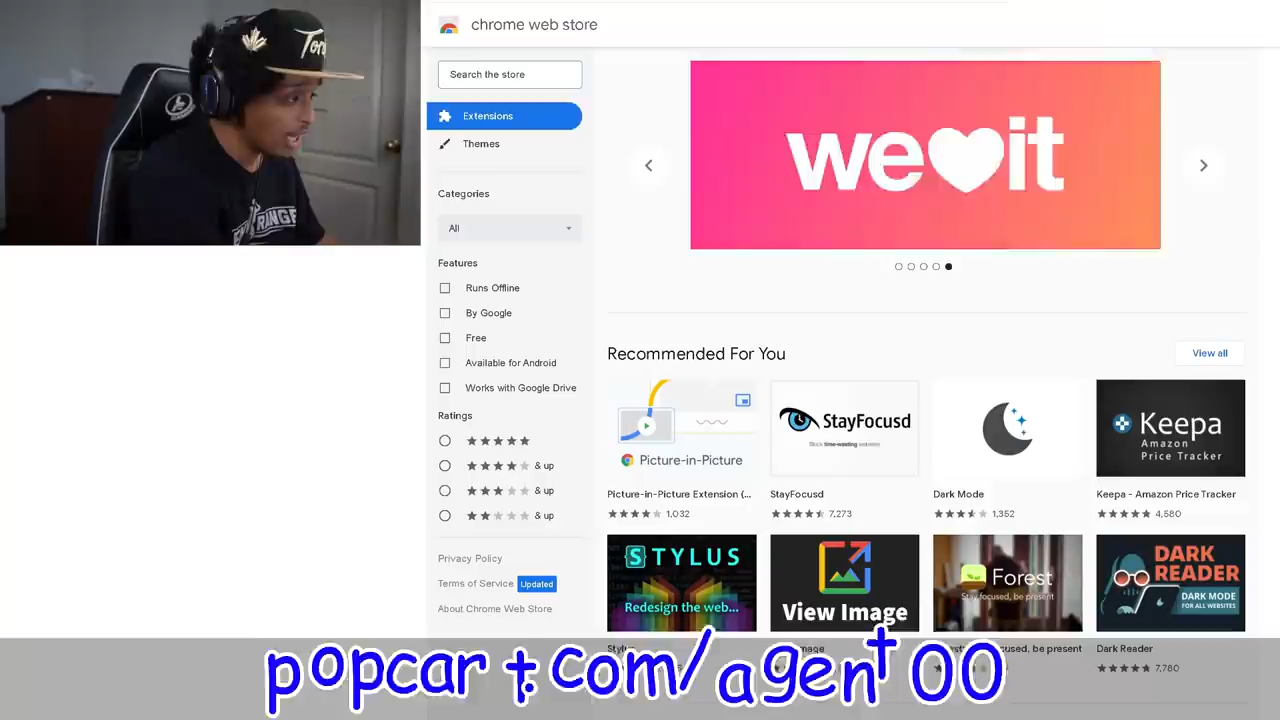 chrome web store
Search the store
Extensions
Themes
Categories
All
Features
Runs Offline
By Google
Free
Available for Android
Works with Google Drive
Ratings
& up
& up
& up
Privacy Policy
Terms of Service Updated
About Chrome Web Store
we it
Recommended For You
View all
Picture-in-Picture
StayFocusd
Block time-wasting websites
Keepa
Amazon
Price Tracker
Picture-in-Picture Extension (...
StayFocusd
Dark Mode
Keepa - Amazon Price Tracker
1,032
7,273
1,352
4,580
STYLUS
Redesign the web...
View Image
Forest
Stay focused, be present
DARK
READER
DARK MODE
FOR ALL WEBSITES
Dark Reader
7,780
popcart.com/agent00